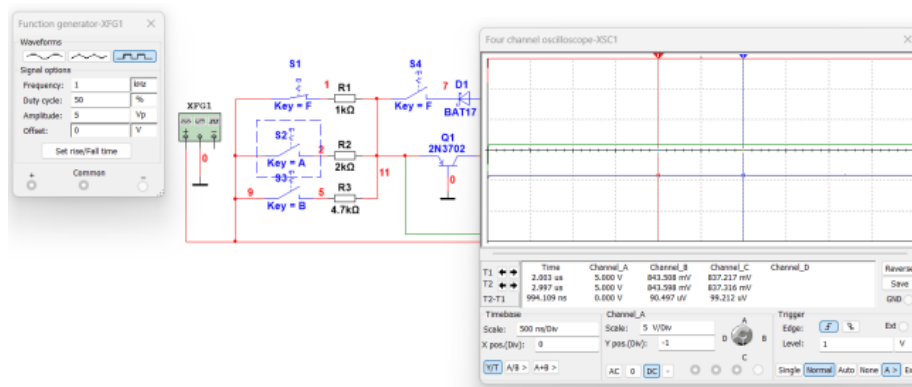 Function generator-XFG1
Waveforms
Signal options
Frequency: 1 kHz
Duty cycle: 50 %
Amplitude: 5 Vp
Offset: 0 V
Set rise/Fall time
+ Common −
XFG1
0
S1
Key = F
1 R1
1kΩ
S4
Key = F
7 D1
BAT17
S2
Key = A
2 R2
2kΩ
Q1
2N3702
0
11
S3
9 5 R3
Key = B
4.7kΩ
Four channel oscilloscope-XSC1
Time Channel_A Channel_B Channel_C Channel_D
T1 2.003 us 5.000 V 843.508 mV 837.217 mV
T2 2.997 us 5.000 V 843.598 mV 837.316 mV
T2-T1 994.109 ns 0.000 V 90.497 uV 99.212 uV
Reverse
Save
GND
Timebase
Scale: 500 ns/Div
X pos.(Div): 0
Y/T A/B > A+B >
Channel_A
Scale: 5 V/Div
Y pos.(Div): -1
AC 0 DC -
A
B
C
D
Trigger
Edge: Ext
Level: 1 V
Single Normal Auto None A >